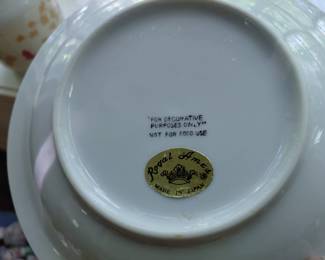 "FOR DECORATIVE
PURPOSES ONLY"
NOT FOR FOOD USE
Royal
MADE IN JAPAN